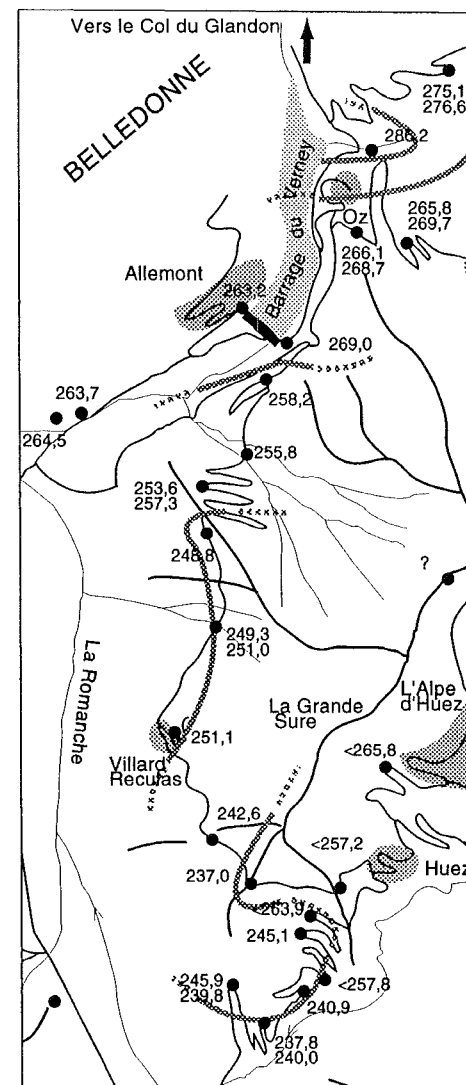 Vers le Col du Glandon
BELLEDONNE
275,1
276,6
286,2
Barrage du Verney
Oz
265,8
269,7
266,1
268,7
Allemont
263,2
269,0
258,2
263,7
264,5
255,8
253,6
257,3
248,8
?
249,3
251,0
La Romanche
La Grande
Sure
L'Alpe
d'Huez
251,1
<265,8
Villard
Reculas
242,6
<257,2
Huez
237,0
<263,9
245,1
<257,8
245,9
239,8
240,9
237,8
240,0